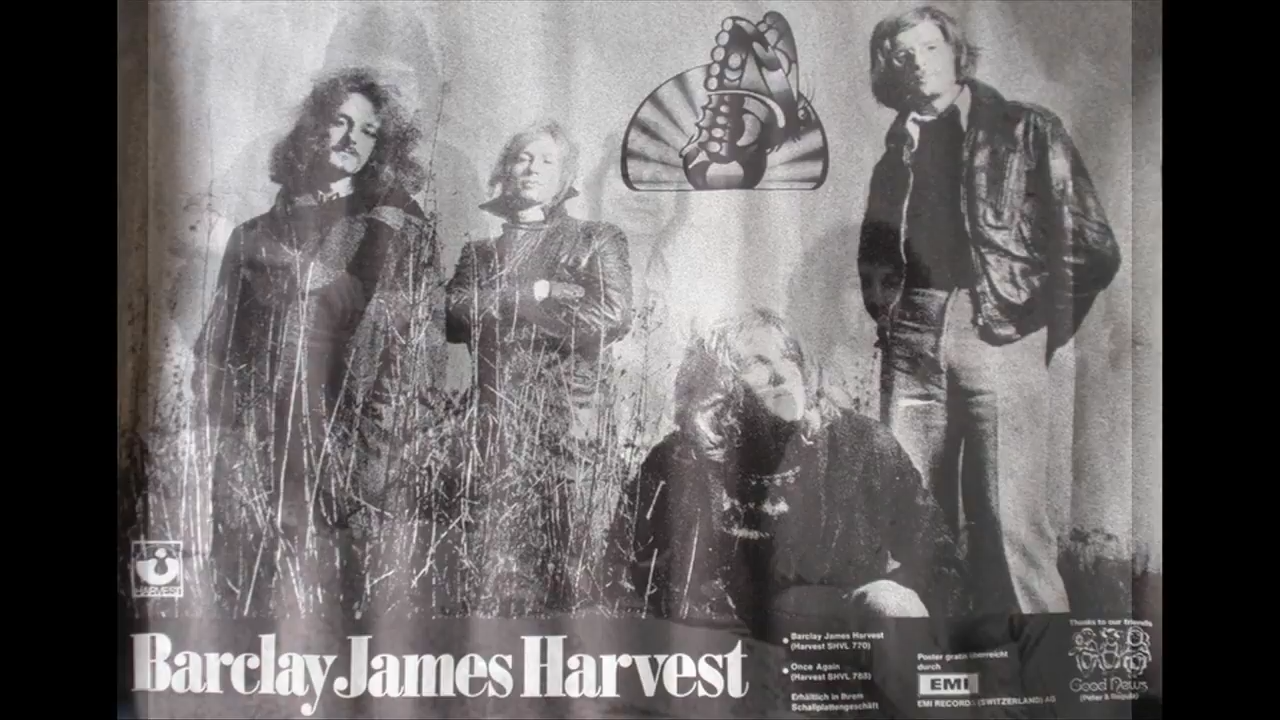 HARVEST
Barclay James Harvest
Barclay James Harvest
(Harvest SHVL 770)
Once Again
(Harvest SHVL 788)
Erhältlich in Ihrem
Schallplattengeschäft
Poster gratis überreicht
durch
EMI
EMI RECORDS (SWITZERLAND) AG
Thanks to our friends
Good News
(Peter & Regula)